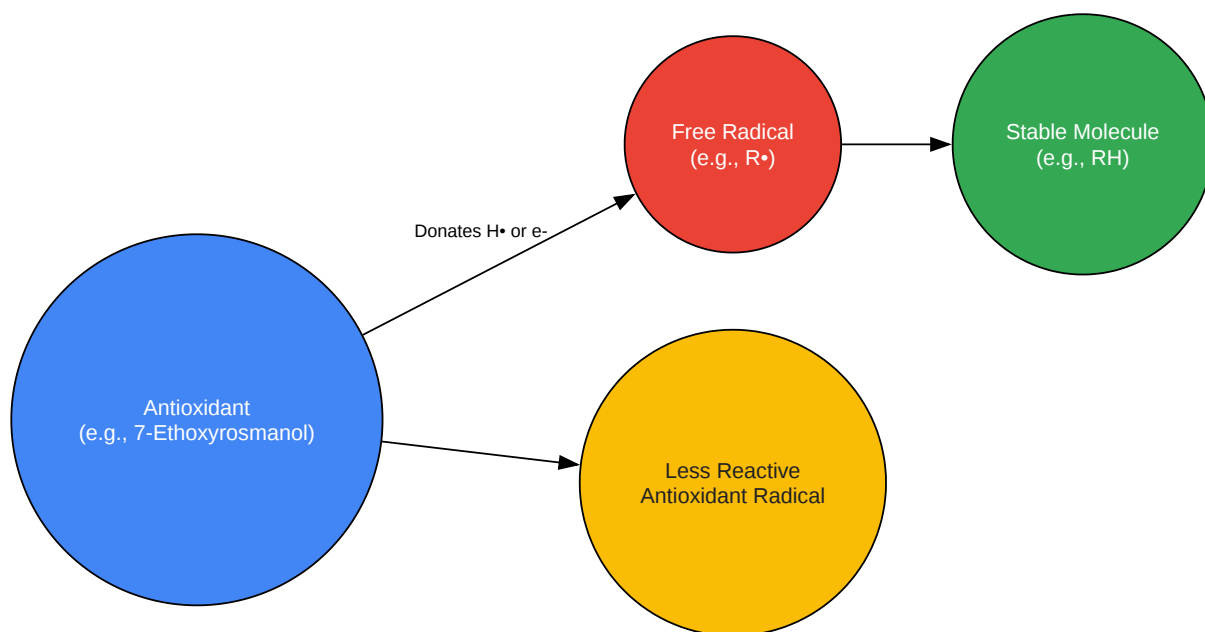 Free Radical
(e.g., R•)
Stable Molecule
(e.g., RH)
Donates H• or e-
Antioxidant
(e.g., 7-Ethoxyrosmanol)
Less Reactive
Antioxidant Radical